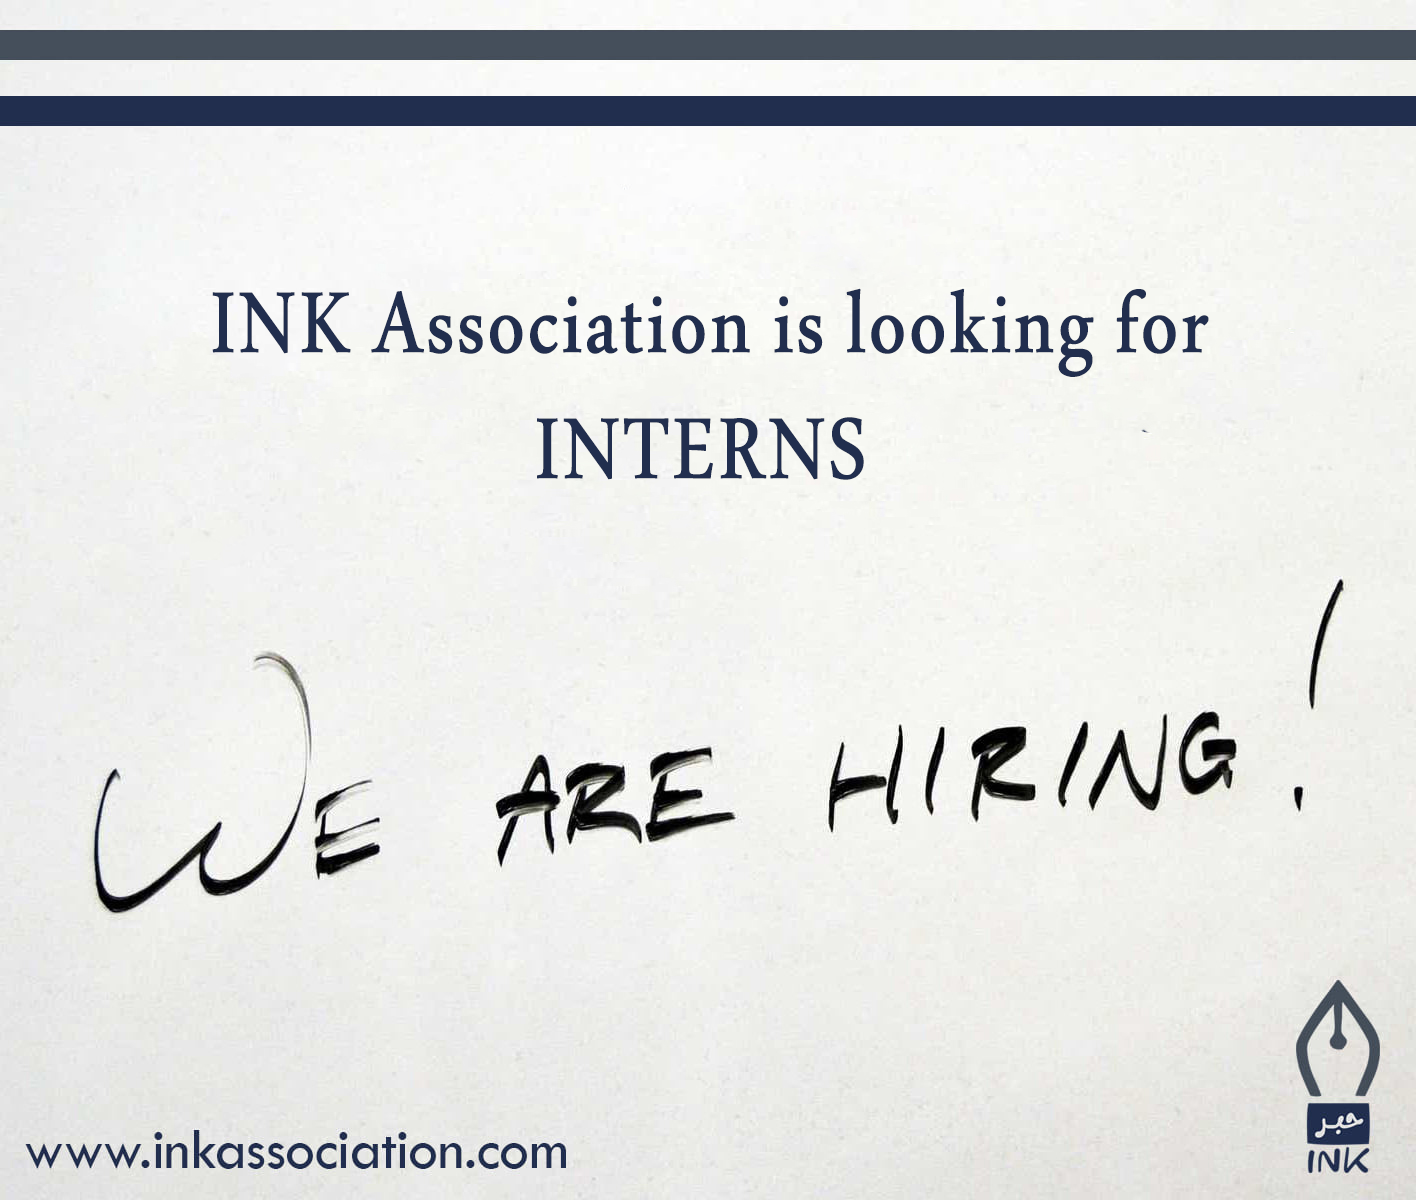 INK Association is looking for
INTERNS
WE ARE HIRING!
www.inkassociation.com
حبر
INK